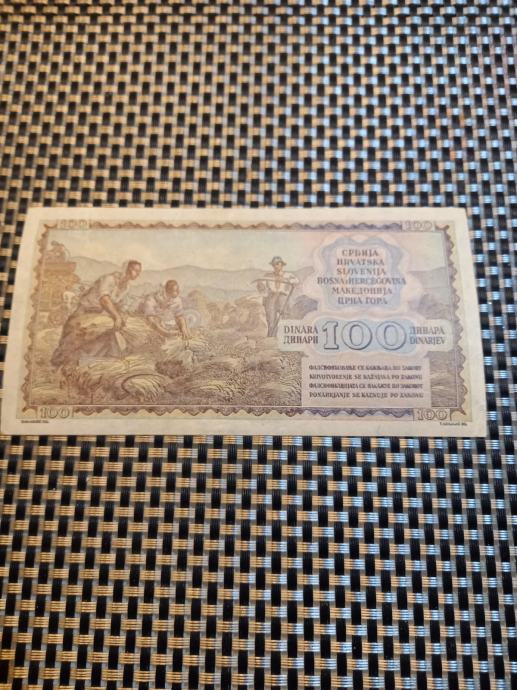 100 100
СРБИЈА
HRVATSKA
SLOVENIJA
BOSNA I HERCEGOVINA
МАКЕДОНИЈА
ЦРНА ГОРА
DINARA 100 ДИНАРА
ДИНАРИ DINARJEV
ФАЛСИФИКОВАЊЕ СЕ КАЖЊАВА ПО ЗАКОНУ
KRIVOTVORENJE SE KAŽNJAVA PO ZAKONU
ФАЛСИФИКАЦИЈАТА СЕ КАЗНУВА ПО ЗАКОНОТ
PONAREJANJE SE KAZNUJE PO ZAKONU
100 100